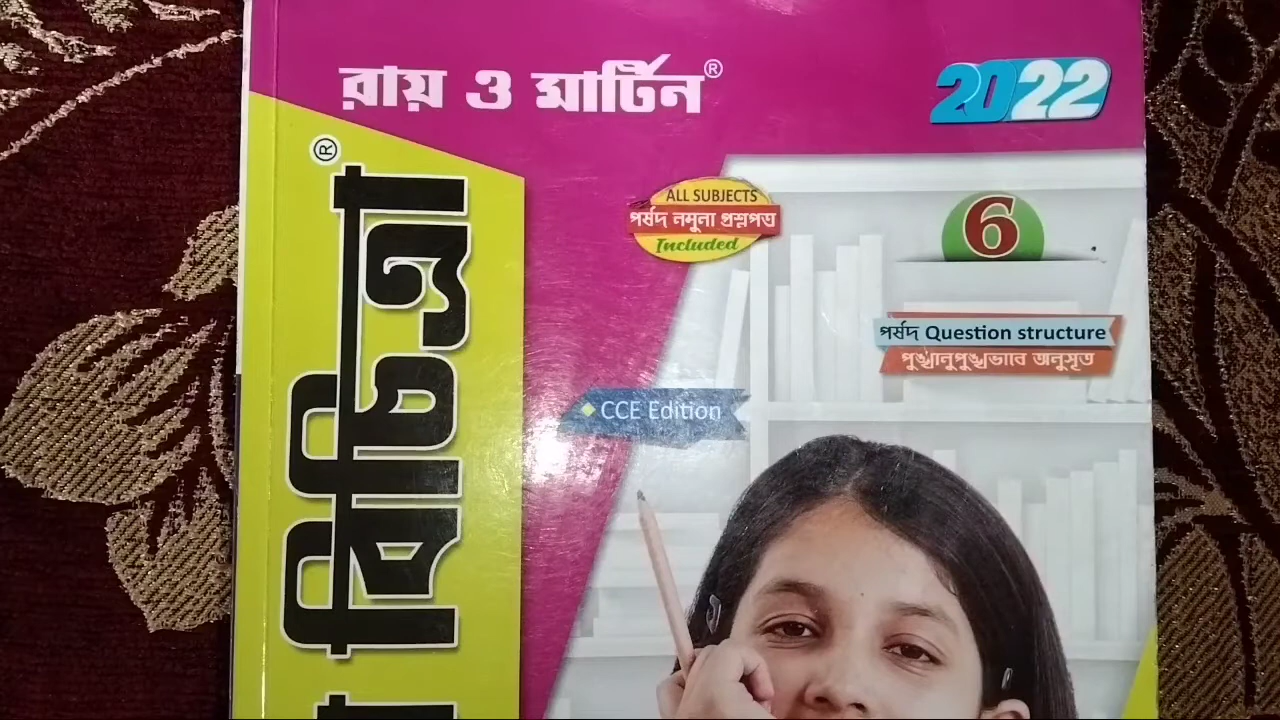 রায় ও মার্টিন®
2022
বিচিত্রা®
ALL SUBJECTS
পর্ষদ নমুনা প্রশ্নপত্র
Included
6
পর্ষদ Question structure
পুঙ্খানুপুঙ্খভাবে অনুসৃত
CCE Edition